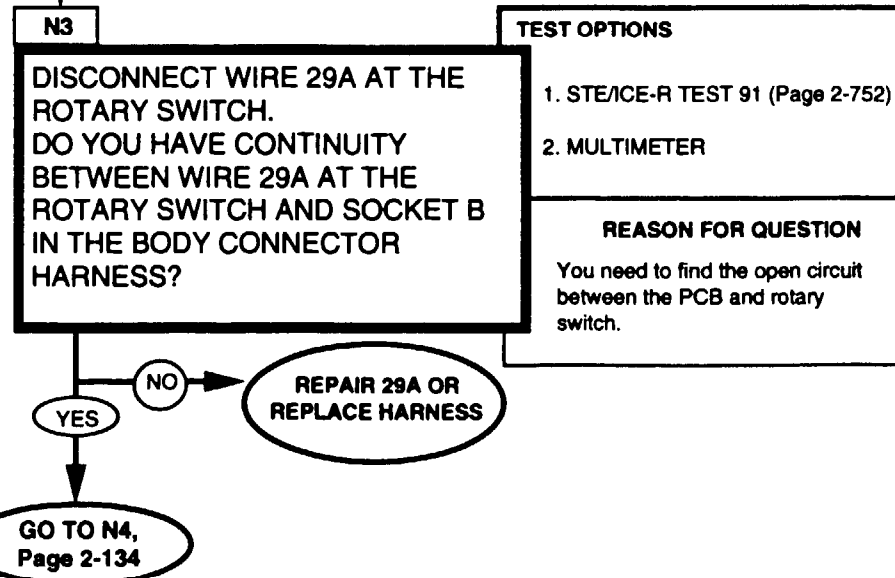 N3
DISCONNECT WIRE 29A AT THE
ROTARY SWITCH.
DO YOU HAVE CONTINUITY
BETWEEN WIRE 29A AT THE
ROTARY SWITCH AND SOCKET B
IN THE BODY CONNECTOR
HARNESS?
TEST OPTIONS
1. STE/ICE-R TEST 91 (Page 2-752)
2. MULTIMETER
REASON FOR QUESTION
You need to find the open circuit
between the PCB and rotary
switch.
NO
REPAIR 29A OR
REPLACE HARNESS
YES
GO TO N4,
Page 2-134